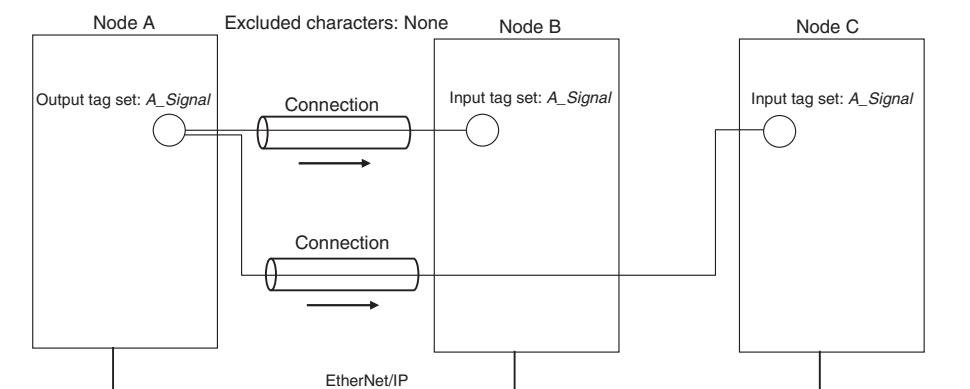 Node A
Excluded characters: None
Node B
Node C
Output tag set: A_Signal
Connection
Input tag set: A_Signal
Input tag set: A_Signal
Connection
EtherNet/IP